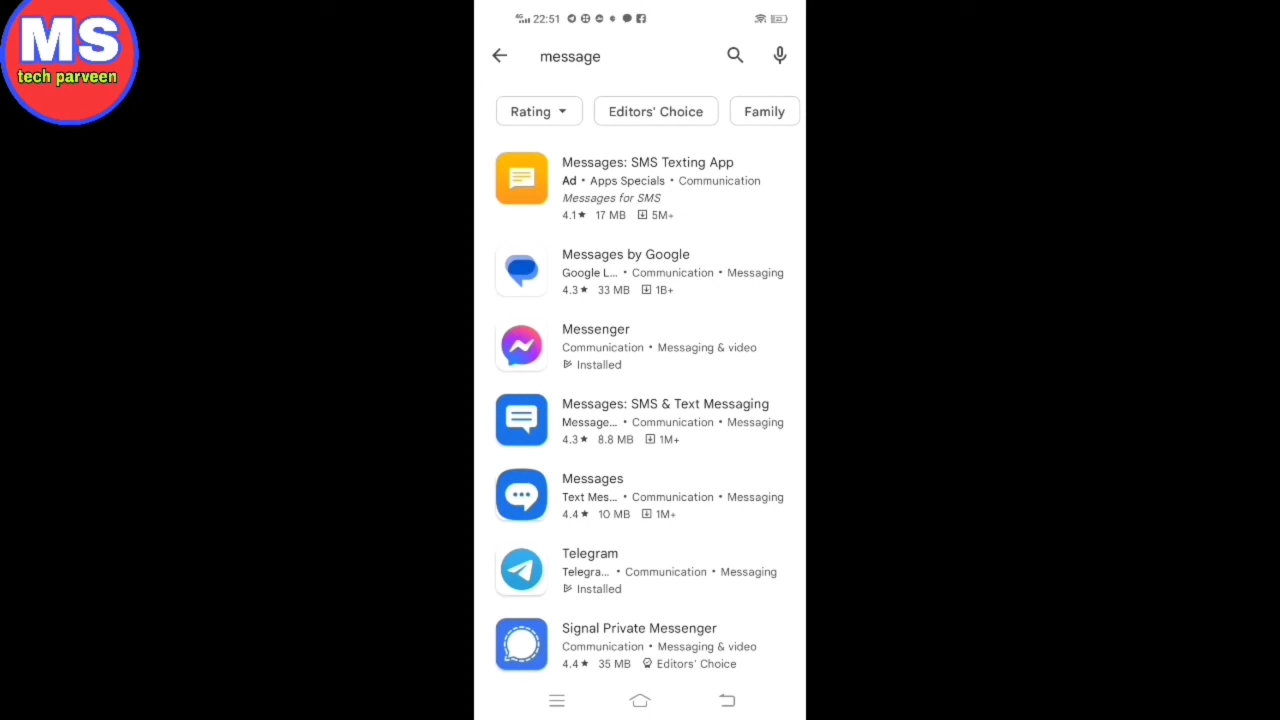 MS
tech parveen
4G 22:51
message
Rating
Editors' Choice
Family
Messages: SMS Texting App
Ad • Apps Specials • Communication
Messages for SMS
4.1★ 17 MB 5M+
Messages by Google
Google L... • Communication • Messaging
4.3★ 33 MB 1B+
Messenger
Communication • Messaging & video
Installed
Messages: SMS & Text Messaging
Message... • Communication • Messaging
4.3★ 8.8 MB 1M+
Messages
Text Mes... • Communication • Messaging
4.4★ 10 MB 1M+
Telegram
Telegra... • Communication • Messaging
Installed
Signal Private Messenger
Communication • Messaging & video
4.4★ 35 MB Editors' Choice